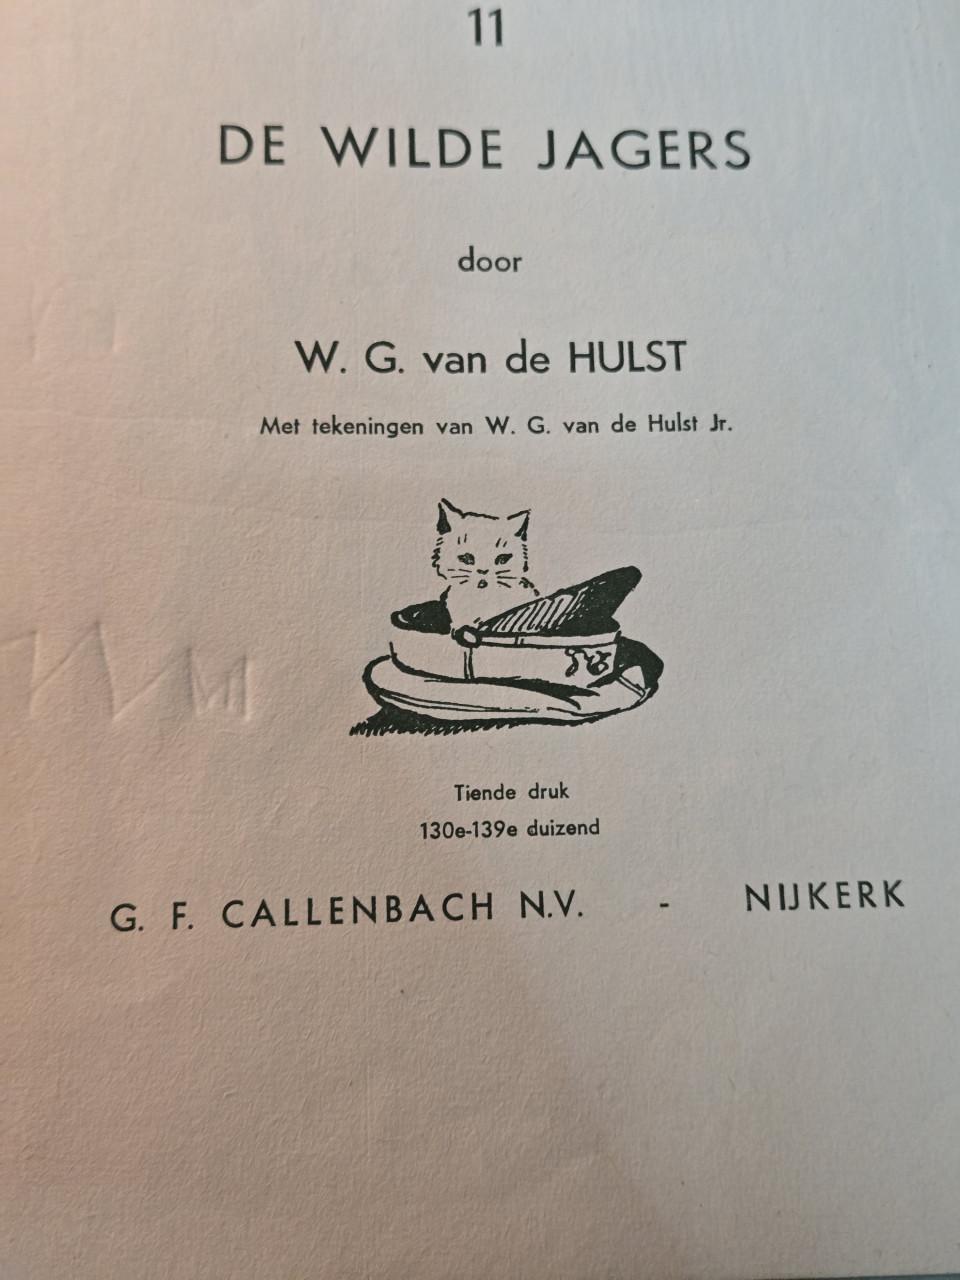 11
DE WILDE JAGERS
door
W. G. van de HULST
Met tekeningen van W. G. van de Hulst Jr.
Tiende druk
130e-139e duizend
G. F. CALLENBACH N.V. - NIJKERK